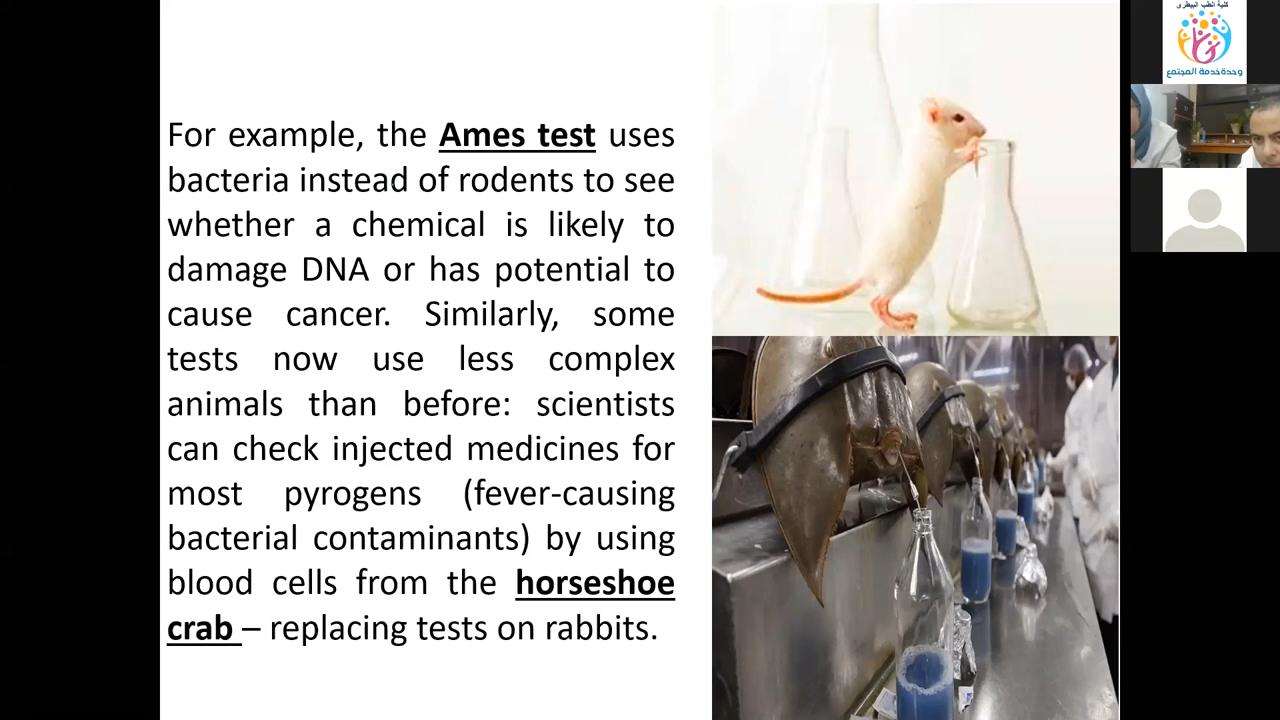 For example, the Ames test uses
bacteria instead of rodents to see
whether a chemical is likely to
damage DNA or has potential to
cause cancer. Similarly, some
tests now use less complex
animals than before: scientists
can check injected medicines for
most pyrogens (fever-causing
bacterial contaminants) by using
blood cells from the horseshoe
crab – replacing tests on rabbits.
كلية الطب البيطرى
وحدة خدمة المجتمع